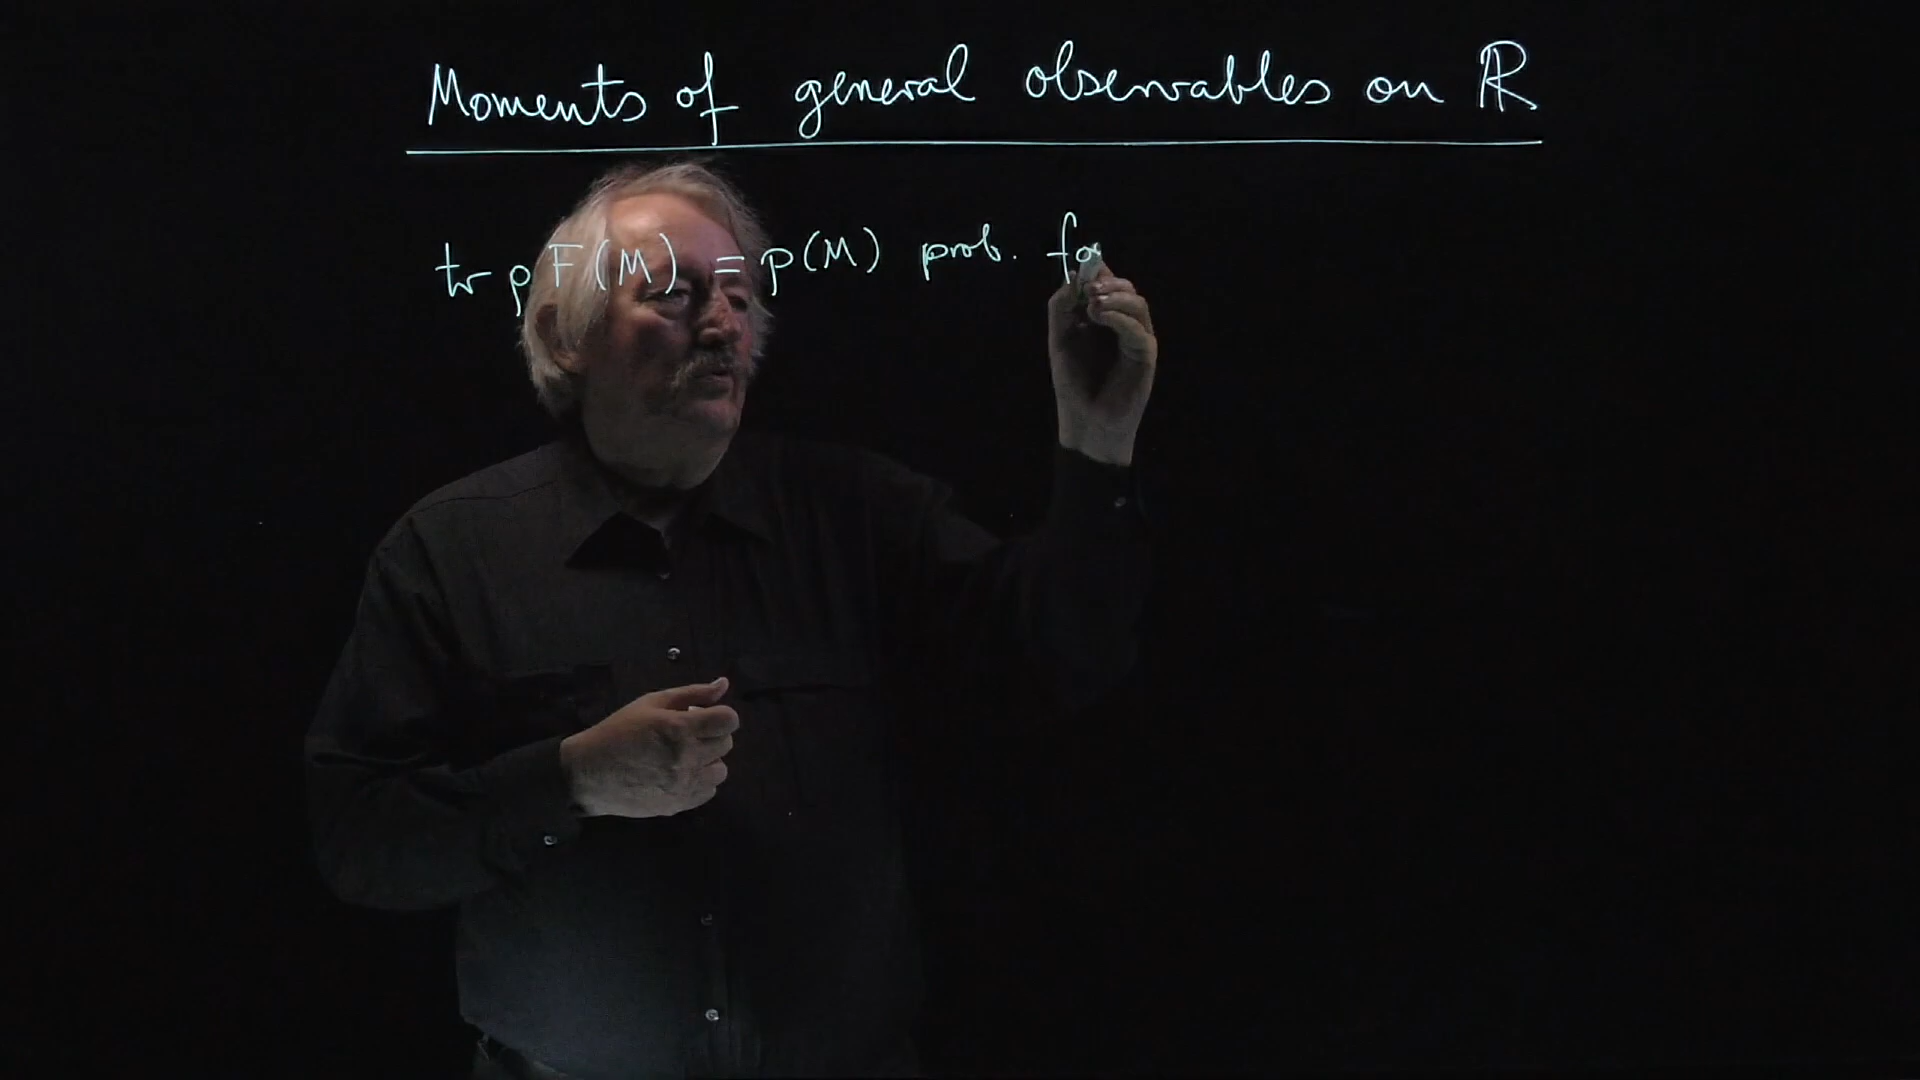 Moments of general observables on ℝ
tr ρ F(M) = p(M) prob. fo